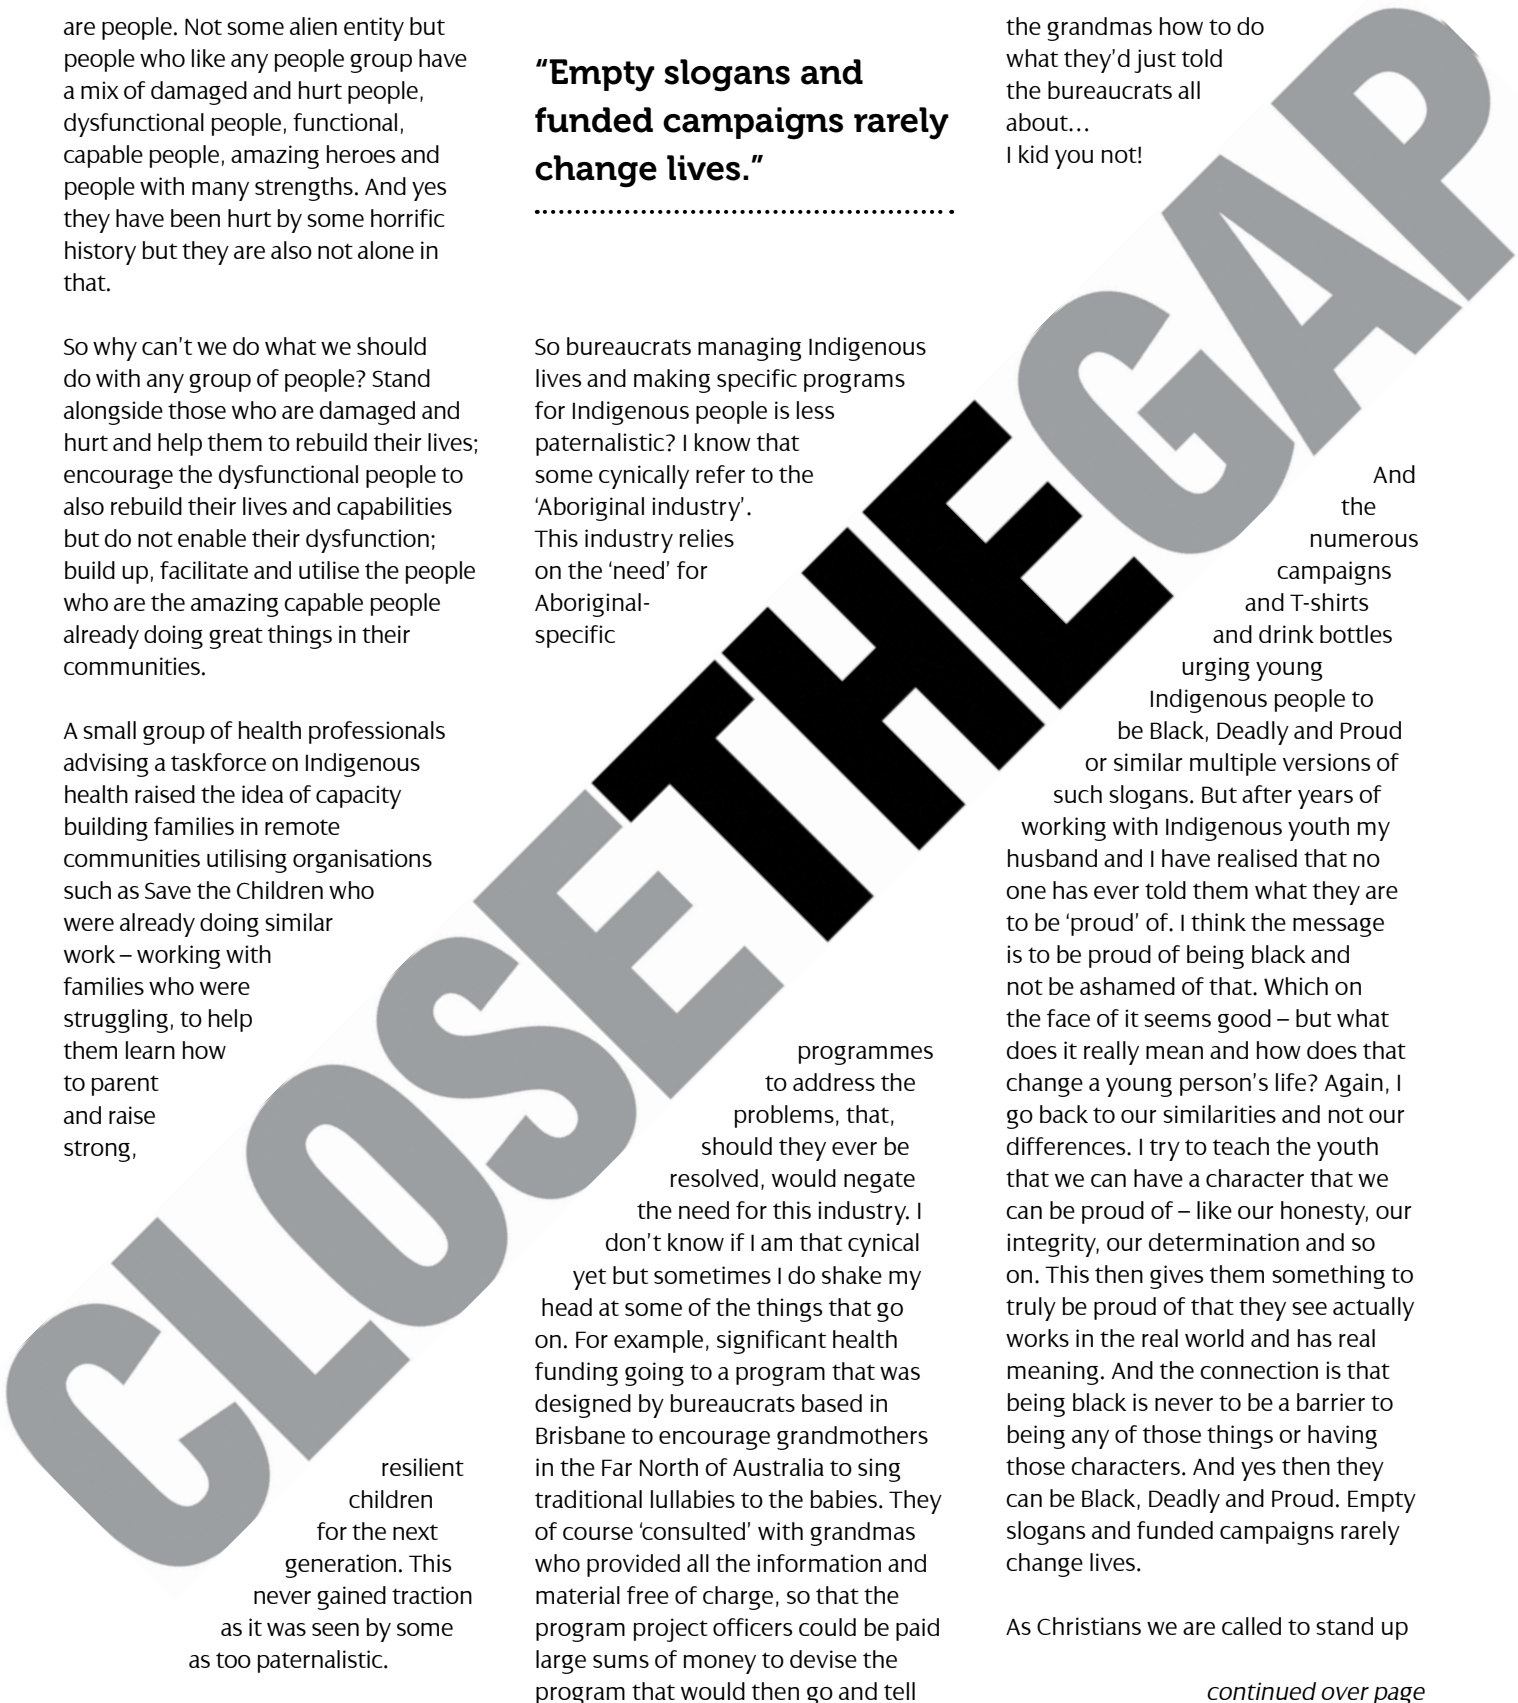 are people. Not some alien entity but
people who like any people group have
a mix of damaged and hurt people,
dysfunctional people, functional,
capable people, amazing heroes and
people with many strengths. And yes
they have been hurt by some horrific
history but they are also not alone in
that.
So why can’t we do what we should
do with any group of people? Stand
alongside those who are damaged and
hurt and help them to rebuild their lives;
encourage the dysfunctional people to
also rebuild their lives and capabilities
but do not enable their dysfunction;
build up, facilitate and utilise the people
who are the amazing capable people
already doing great things in their
communities.
A small group of health professionals
advising a taskforce on Indigenous
health raised the idea of capacity
building families in remote
communities utilising organisations
such as Save the Children who
were already doing similar
work – working with
families who were
struggling, to help
them learn how
to parent
and raise
strong,
resilient
children
for the next
generation. This
never gained traction
as it was seen by some
as too paternalistic.
“Empty slogans and
funded campaigns rarely
change lives.”
So bureaucrats managing Indigenous
lives and making specific programs
for Indigenous people is less
paternalistic? I know that
some cynically refer to the
‘Aboriginal industry’.
This industry relies
on the ‘need’ for
Aboriginal-
specific
programmes
to address the
problems, that,
should they ever be
resolved, would negate
the need for this industry. I
don’t know if I am that cynical
yet but sometimes I do shake my
head at some of the things that go
on. For example, significant health
funding going to a program that was
designed by bureaucrats based in
Brisbane to encourage grandmothers
in the Far North of Australia to sing
traditional lullabies to the babies. They
of course ‘consulted’ with grandmas
who provided all the information and
material free of charge, so that the
program project officers could be paid
large sums of money to devise the
program that would then go and tell
the grandmas how to do
what they’d just told
the bureaucrats all
about…
I kid you not!
And
the
numerous
campaigns
and T-shirts
and drink bottles
urging young
Indigenous people to
be Black, Deadly and Proud
or similar multiple versions of
such slogans. But after years of
working with Indigenous youth my
husband and I have realised that no
one has ever told them what they are
to be ‘proud’ of. I think the message
is to be proud of being black and
not be ashamed of that. Which on
the face of it seems good – but what
does it really mean and how does that
change a young person’s life? Again, I
go back to our similarities and not our
differences. I try to teach the youth
that we can have a character that we
can be proud of – like our honesty, our
integrity, our determination and so
on. This then gives them something to
truly be proud of that they see actually
works in the real world and has real
meaning. And the connection is that
being black is never to be a barrier to
being any of those things or having
those characters. And yes then they
can be Black, Deadly and Proud. Empty
slogans and funded campaigns rarely
change lives.
As Christians we are called to stand up
continued over page
CLOSETHEGAP